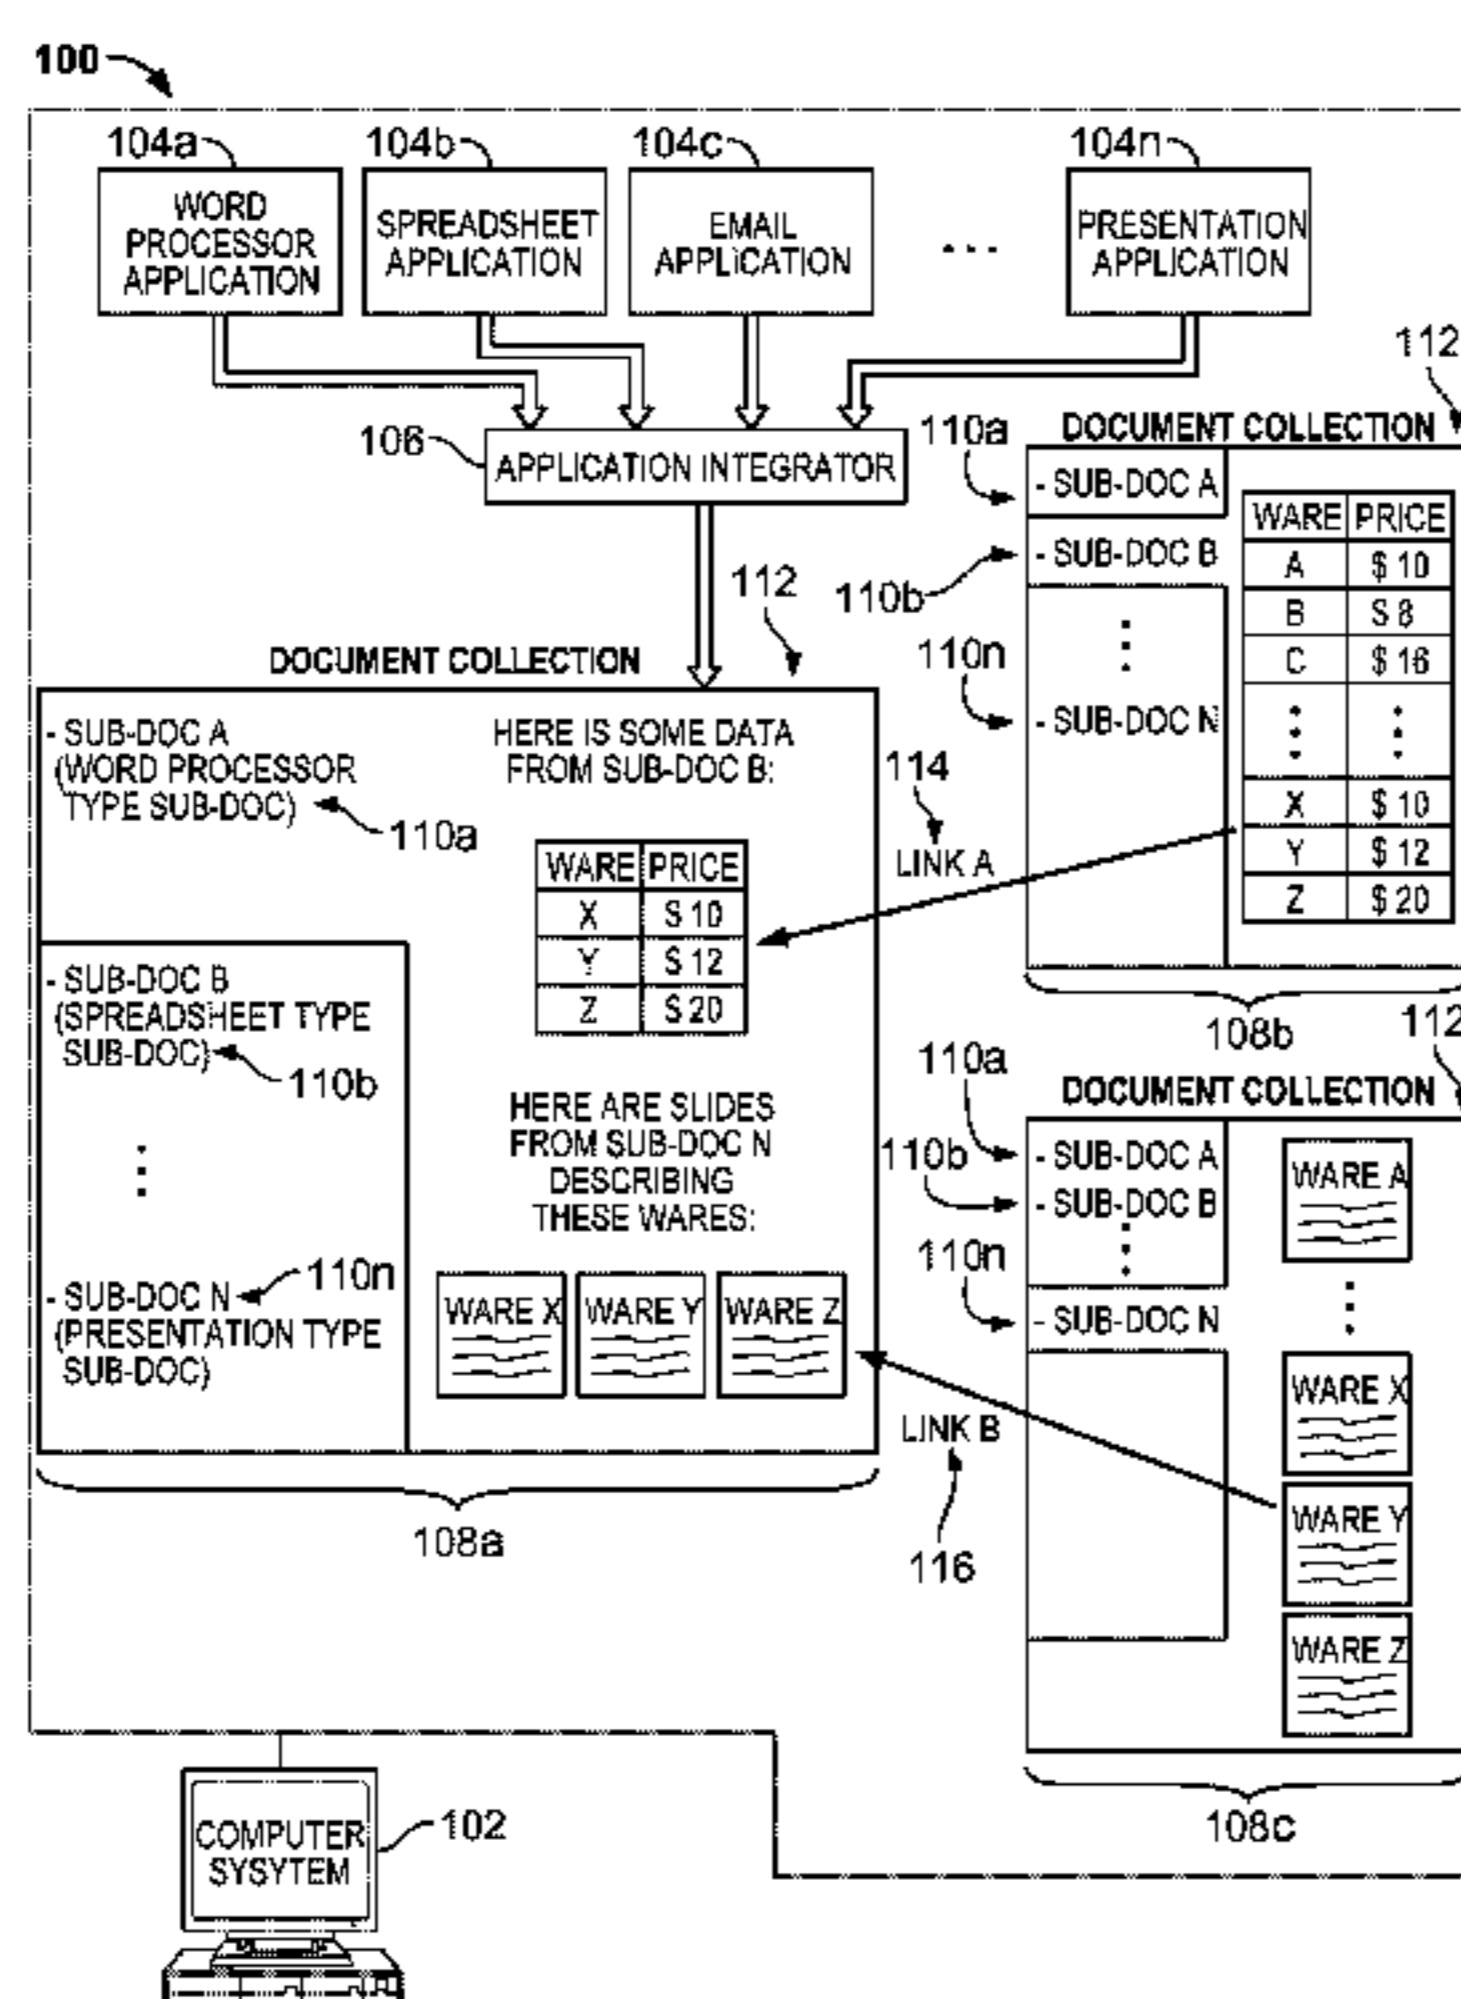 100
104a
104b
104c
104n
WORD
PROCESSOR
APPLICATION
SPREADSHEET
APPLICATION
EMAIL
APPLICATION
...
PRESENTATION
APPLICATION
106
APPLICATION INTEGRATOR
112
DOCUMENT COLLECTION
- SUB-DOC A
(WORD PROCESSOR
TYPE SUB-DOC)
110a
- SUB-DOC B
(SPREADSHEET TYPE
SUB-DOC)
110b
- SUB-DOC N
110n
(PRESENTATION TYPE
SUB-DOC)
HERE IS SOME DATA
FROM SUB-DOC B:
WARE PRICE
X $ 10
Y $ 12
Z $ 20
HERE ARE SLIDES
FROM SUB-DOC N
DESCRIBING
THESE WARES:
WARE X
WARE Y
WARE Z
108a
114
LINK A
LINK B
116
112
DOCUMENT COLLECTION
110a
- SUB-DOC A
110b
- SUB-DOC B
110n
- SUB-DOC N
WARE PRICE
A $ 10
B $ 8
C $ 16
X $ 10
Y $ 12
Z $ 20
108b
112
DOCUMENT COLLECTION
110a
- SUB-DOC A
110b
- SUB-DOC B
110n
- SUB-DOC N
WARE A
WARE X
WARE Y
WARE Z
108c
COMPUTER
SYSYTEM
102